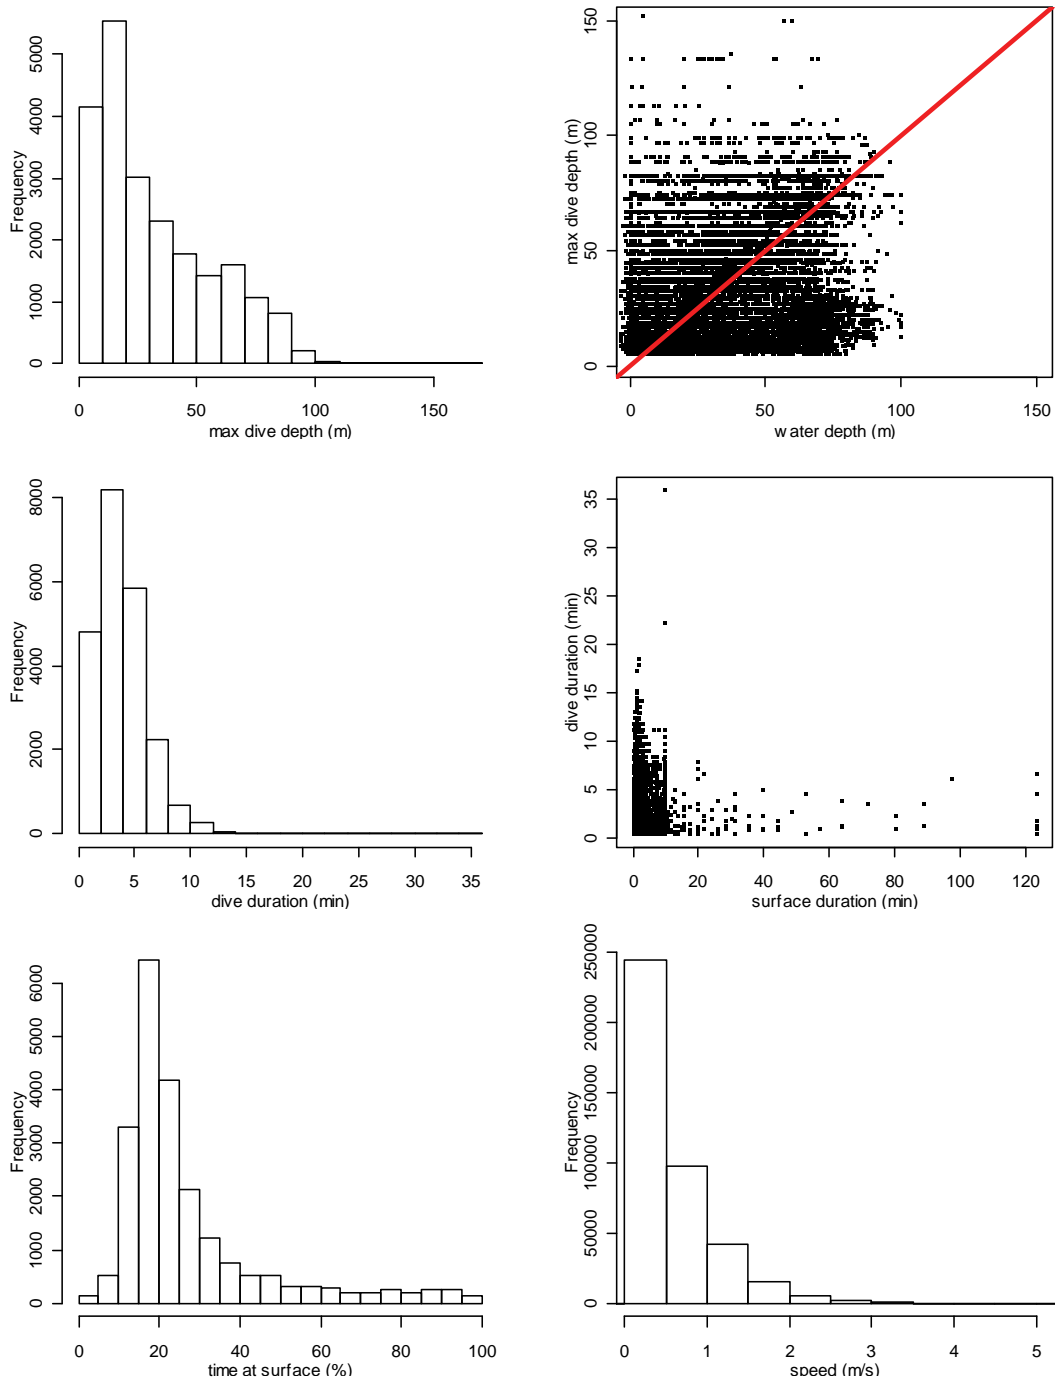 Frequency
0 1000 2000 3000 4000 5000
0 50 100 150
max dive depth (m)
max dive depth (m)
0 50 100 150
0 50 100 150
water depth (m)
Frequency
0 2000 4000 6000 8000
0 5 10 15 20 25 30 35
dive duration (min)
dive duration (min)
0 5 10 15 20 25 30 35
0 20 40 60 80 100 120
surface duration (min)
Frequency
0 1000 2000 3000 4000 5000 6000
0 20 40 60 80 100
time at surface (%)
Frequency
0 50000 100000 150000 200000 250000
0 1 2 3 4 5
speed (m/s)